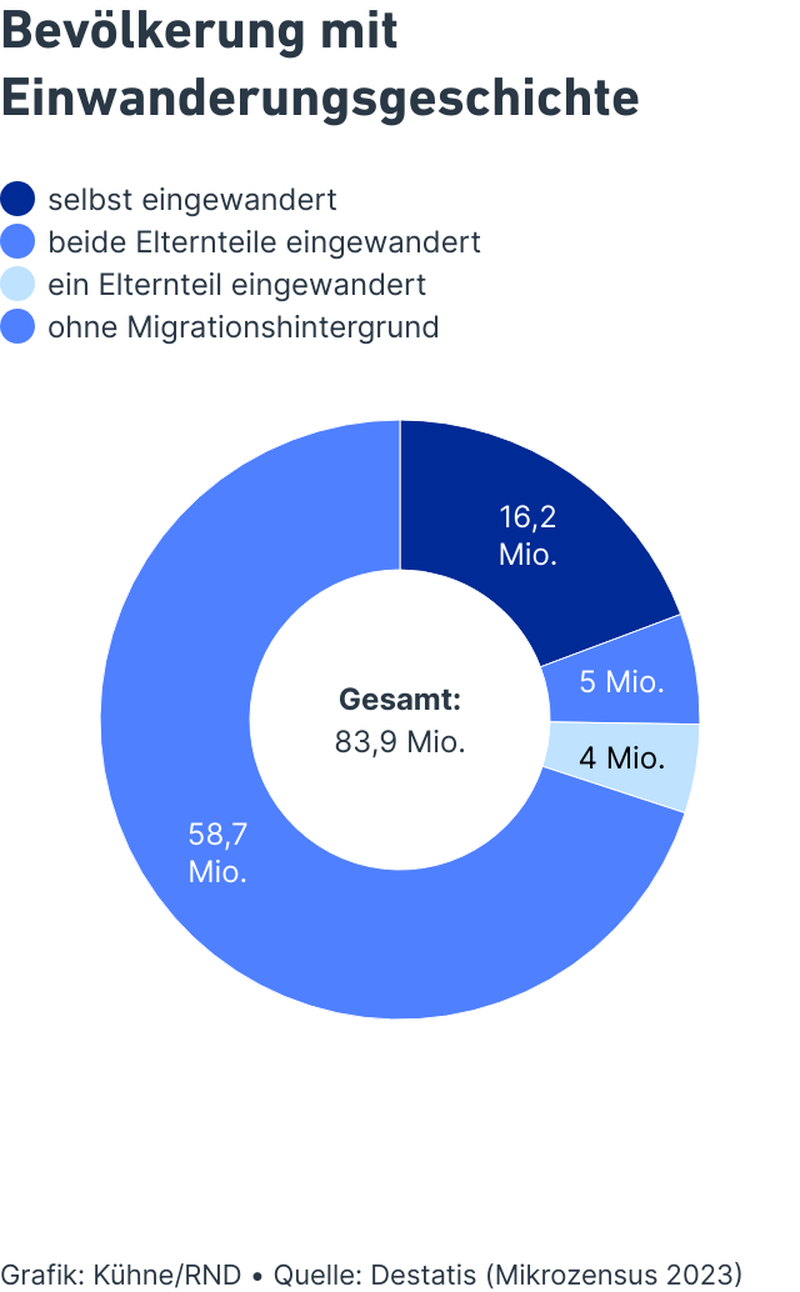 Bevölkerung mit
Einwanderungsgeschichte
selbst eingewandert
beide Elternteile eingewandert
ein Elternteil eingewandert
ohne Migrationshintergrund
16,2
Mio.
5 Mio.
Gesamt:
83,9 Mio.
4 Mio.
58,7
Mio.
Grafik: Kühne/RND • Quelle: Destatis (Mikrozensus 2023)